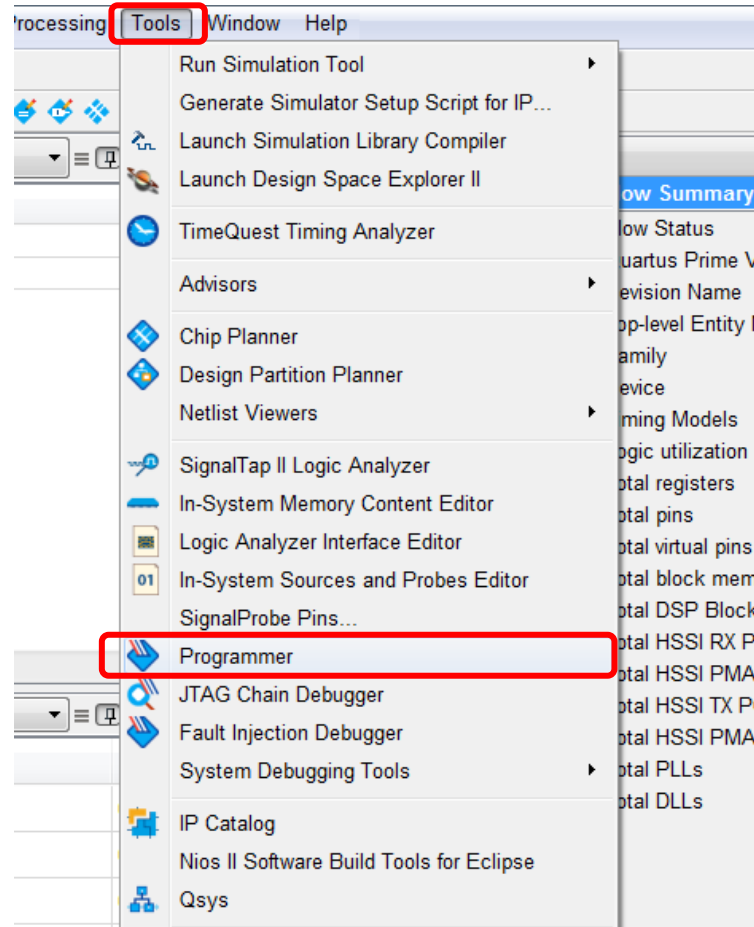 rocessing Tools Window Help
Run Simulation Tool
Generate Simulator Setup Script for IP...
Launch Simulation Library Compiler
Launch Design Space Explorer II
TimeQuest Timing Analyzer
Advisors
Chip Planner
Design Partition Planner
Netlist Viewers
SignalTap II Logic Analyzer
In-System Memory Content Editor
Logic Analyzer Interface Editor
01
In-System Sources and Probes Editor
SignalProbe Pins...
Programmer
JTAG Chain Debugger
Fault Injection Debugger
System Debugging Tools
IP Catalog
Nios II Software Build Tools for Eclipse
Qsys
ow Summary
low Status
uartus Prime V
evision Name
op-level Entity
amily
evice
ming Models
ogic utilization
otal registers
otal pins
otal virtual pins
otal block mem
otal DSP Block
otal HSSI RX P
otal HSSI PMA
otal HSSI TX P
otal HSSI PMA
otal PLLs
otal DLLs